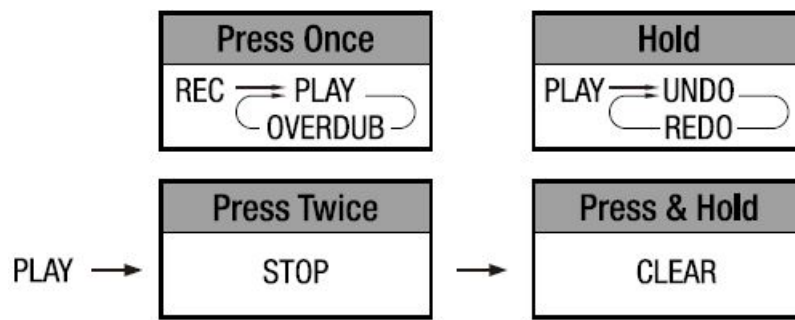 Press Once
REC PLAY
OVERDUB
Hold
PLAY UNDO
REDO
PLAY
Press Twice
STOP
Press & Hold
CLEAR